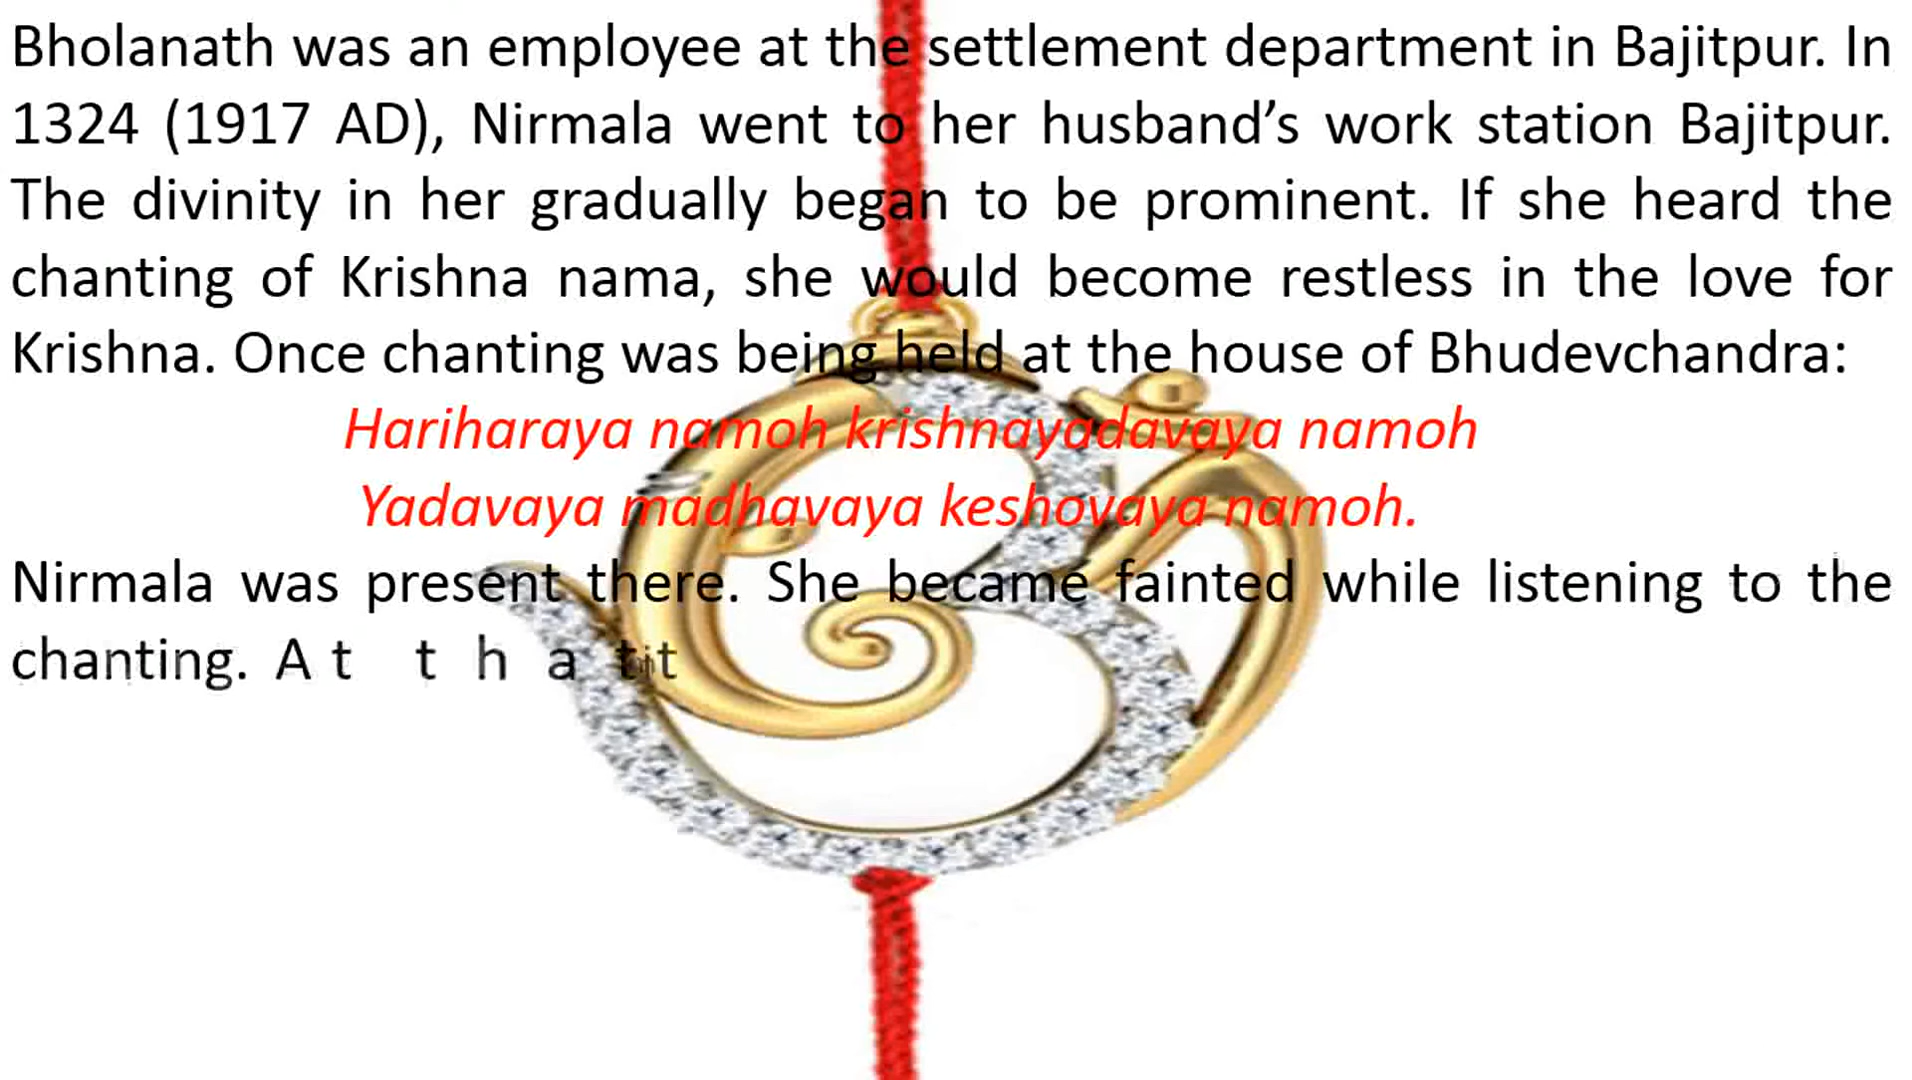 Bholanath was an employee at the settlement department in Bajitpur. In
1324 (1917 AD), Nirmala went to her husband’s work station Bajitpur.
The divinity in her gradually began to be prominent. If she heard the
chanting of Krishna nama, she would become restless in the love for
Krishna. Once chanting was being held at the house of Bhudevchandra:
Hariharaya namoh krishnayadavaya namoh
Yadavaya madhavaya keshovaya namoh.
Nirmala was present there. She became fainted while listening to the
chanting. At